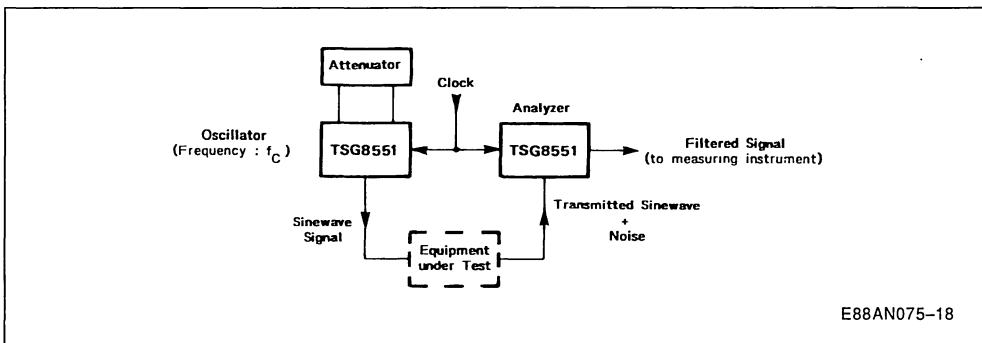 Attenuator
Clock
Analyzer
Oscillator
(Frequency : fC)
TSG8551
TSG8551
Filtered Signal
(to measuring instrument)
Sinewave
Signal
Transmitted Sinewave
+
Noise
Equipment
under Test
E88AN075–18